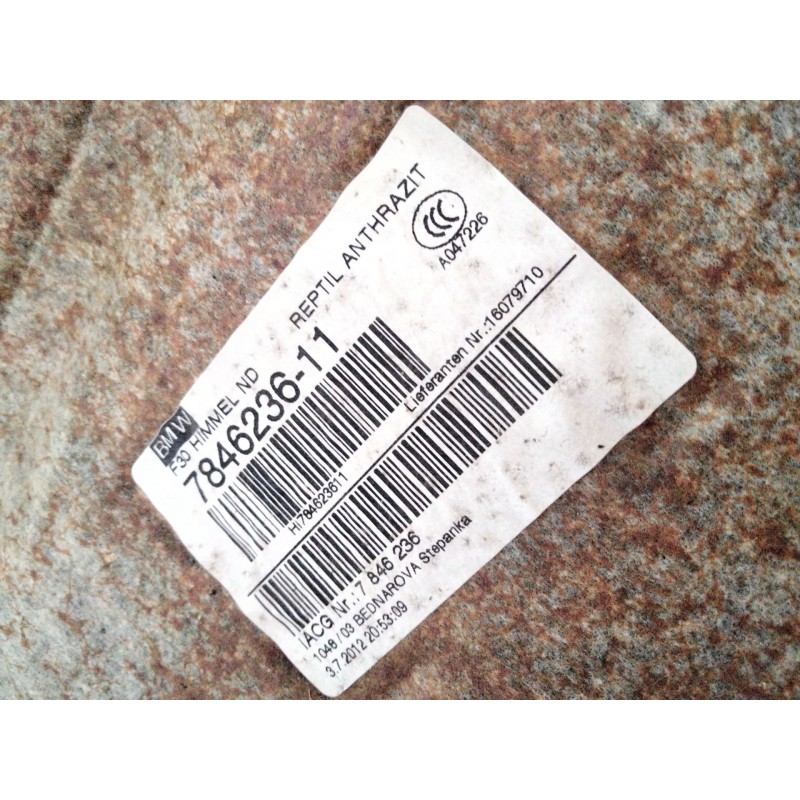 BMW
F30 HIMMEL ND REPTIL ANTHRAZIT
7846236-11
CCC
A047226
HI784623611
Lieferanten Nr.:16079710
IACG Nr.:7 846 236
1048 / 03 BEDNAROVA Stepanka
3.7.2012 20:53:09